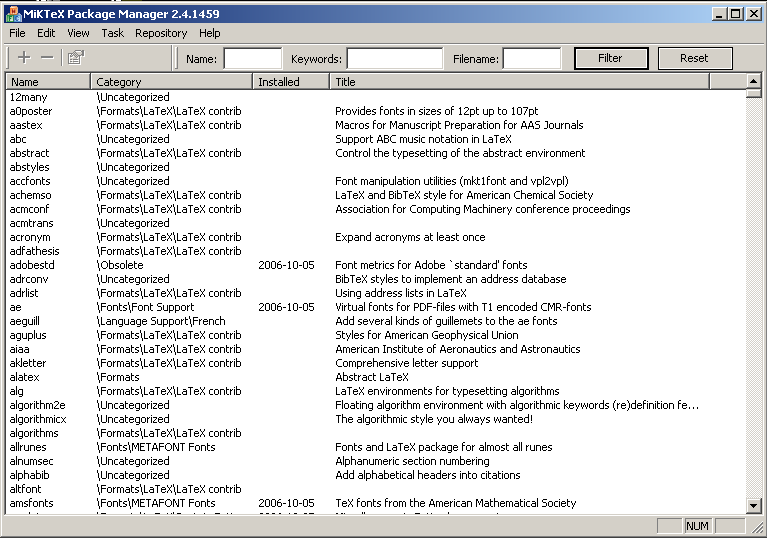 MiKTeX Package Manager 2.4.1459
File Edit View Task Repository Help
Name: Keywords: Filename: Filter Reset
Name Category Installed Title
12many \Uncategorized
a0poster \Formats\LaTeX\LaTeX contrib Provides fonts in sizes of 12pt up to 107pt
aastex \Formats\LaTeX\LaTeX contrib Macros for Manuscript Preparation for AAS Journals
abc \Uncategorized Support ABC music notation in LaTeX
abstract \Formats\LaTeX\LaTeX contrib Control the typesetting of the abstract environment
abstyles \Uncategorized
accfonts \Uncategorized Font manipulation utilities (mkt1font and vpl2vpl)
achemso \Formats\LaTeX\LaTeX contrib LaTeX and BibTeX style for American Chemical Society
acmconf \Formats\LaTeX\LaTeX contrib Association for Computing Machinery conference proceedings
acmtrans \Uncategorized
acronym \Formats\LaTeX\LaTeX contrib Expand acronyms at least once
adfathesis \Formats\LaTeX\LaTeX contrib
adobestd \Obsolete 2006-10-05 Font metrics for Adobe `standard' fonts
adrconv \Uncategorized BibTeX styles to implement an address database
adrlist \Formats\LaTeX\LaTeX contrib Using address lists in LaTeX
ae \Fonts\Font Support 2006-10-05 Virtual fonts for PDF-files with T1 encoded CMR-fonts
aeguill \Language Support\French Add several kinds of guillemets to the ae fonts
aguplus \Formats\LaTeX\LaTeX contrib Styles for American Geophysical Union
aiaa \Formats\LaTeX\LaTeX contrib American Institute of Aeronautics and Astronautics
akletter \Formats\LaTeX\LaTeX contrib Comprehensive letter support
alatex \Formats Abstract LaTeX
alg \Formats\LaTeX\LaTeX contrib LaTeX environments for typesetting algorithms
algorithm2e \Uncategorized Floating algorithm environment with algorithmic keywords (re)definition fe...
algorithmicx \Uncategorized The algorithmic style you always wanted!
algorithms \Formats\LaTeX\LaTeX contrib
allrunes \Fonts\METAFONT Fonts Fonts and LaTeX package for almost all runes
alnumsec \Uncategorized Alphanumeric section numbering
alphabib \Uncategorized Add alphabetical headers into citations
altfont \Formats\LaTeX\LaTeX contrib
amsfonts \Fonts\METAFONT Fonts 2006-10-05 TeX fonts from the American Mathematical Society
NUM